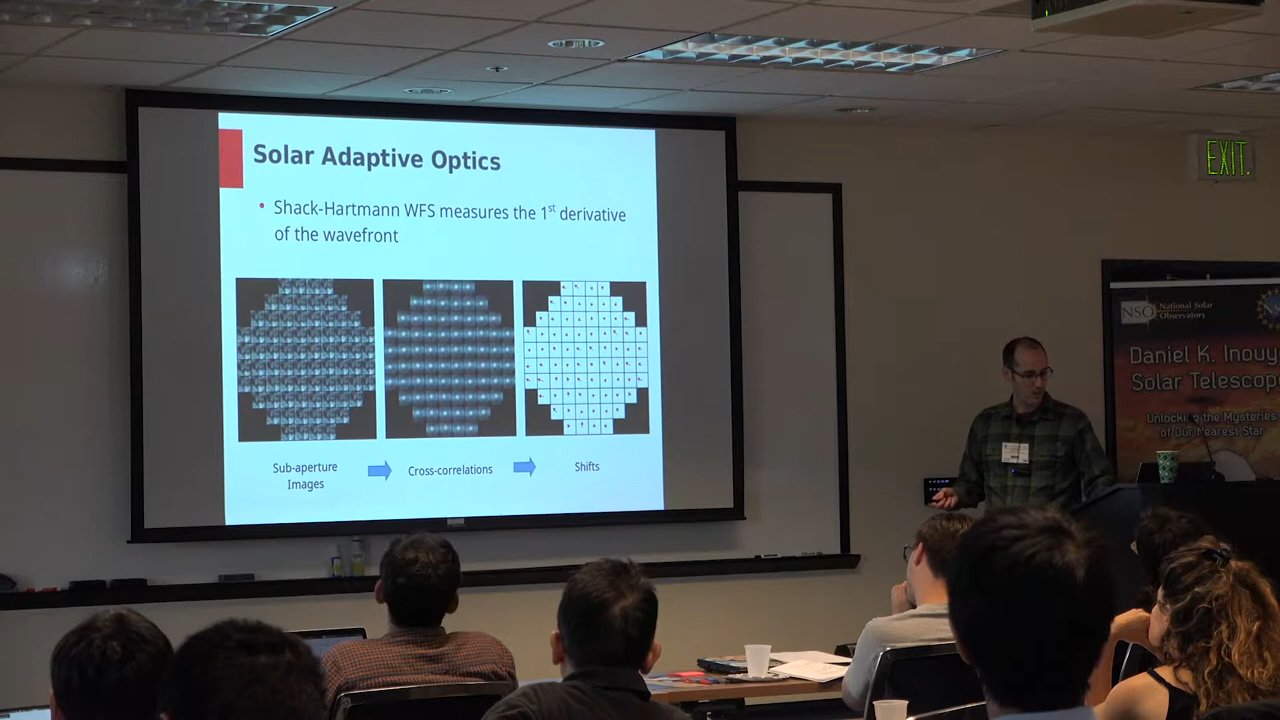 Solar Adaptive Optics
• Shack-Hartmann WFS measures the 1st derivative
of the wavefront
Sub-aperture
Images
Cross-correlations
Shifts
EXIT
NSO
National Solar
Observatory
Daniel K. Inouy
Solar Telescop
Unlocking the Mysteries
of Our Nearest Star